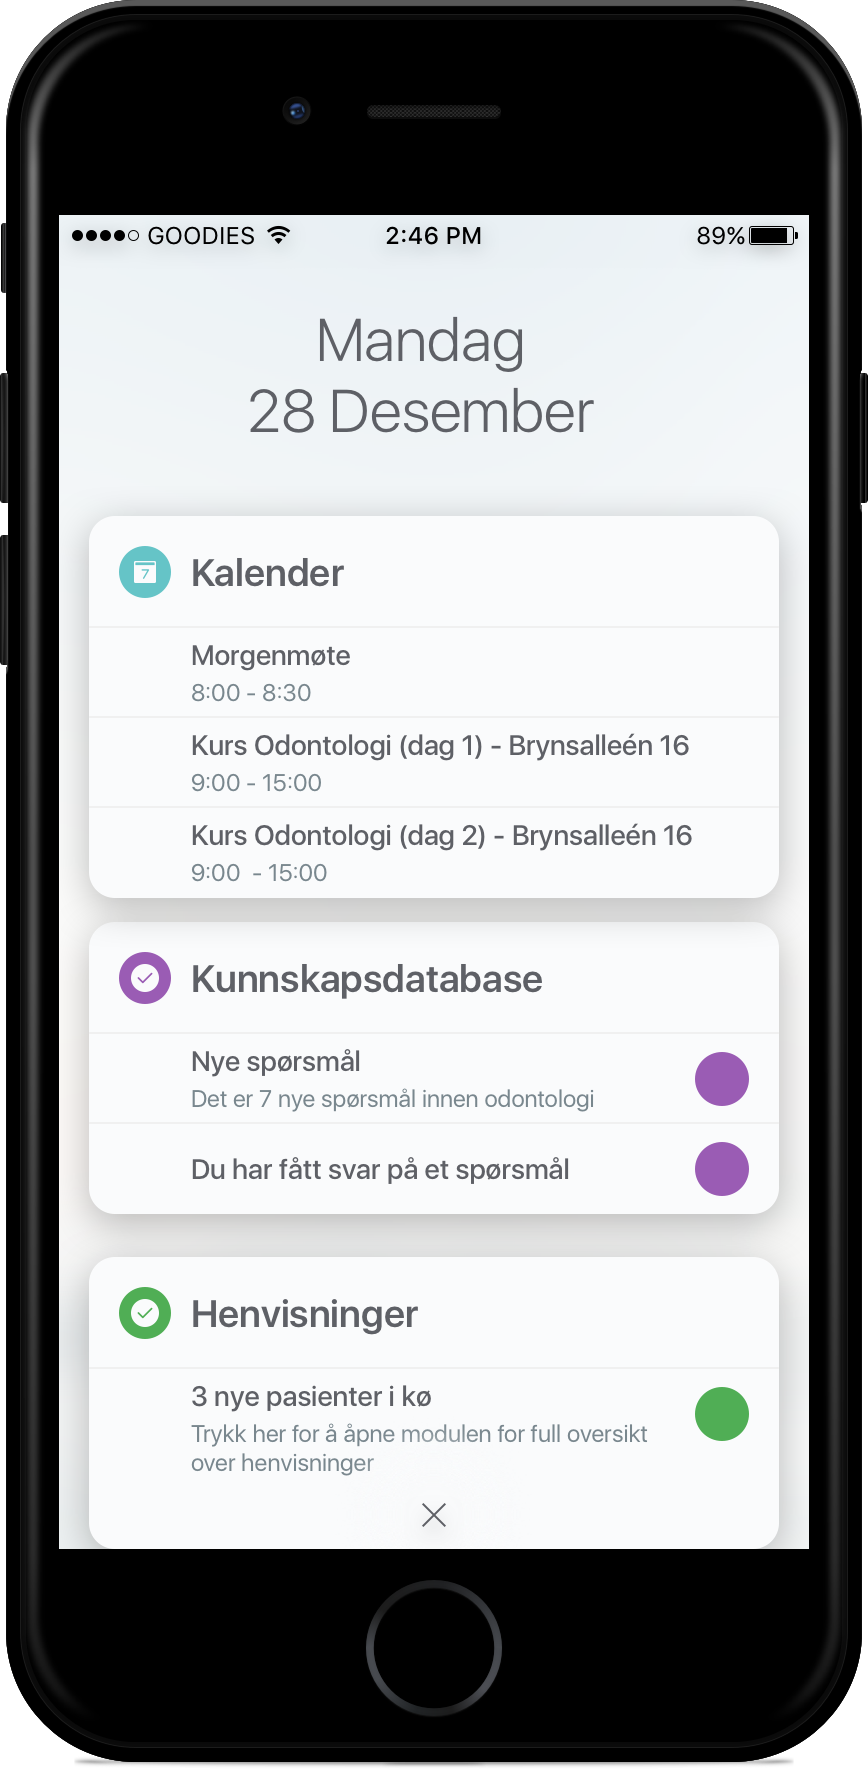 GOODIES 2:46 PM 89%
Mandag
28 Desember
7 Kalender
Morgenmøte
8:00 - 8:30
Kurs Odontologi (dag 1) - Brynsalleén 16
9:00 - 15:00
Kurs Odontologi (dag 2) - Brynsalleén 16
9:00  - 15:00
Kunnskapsdatabase
Nye spørsmål
Det er 7 nye spørsmål innen odontologi
Du har fått svar på et spørsmål
Henvisninger
3 nye pasienter i kø
Trykk her for å åpne modulen for full oversikt
over henvisninger